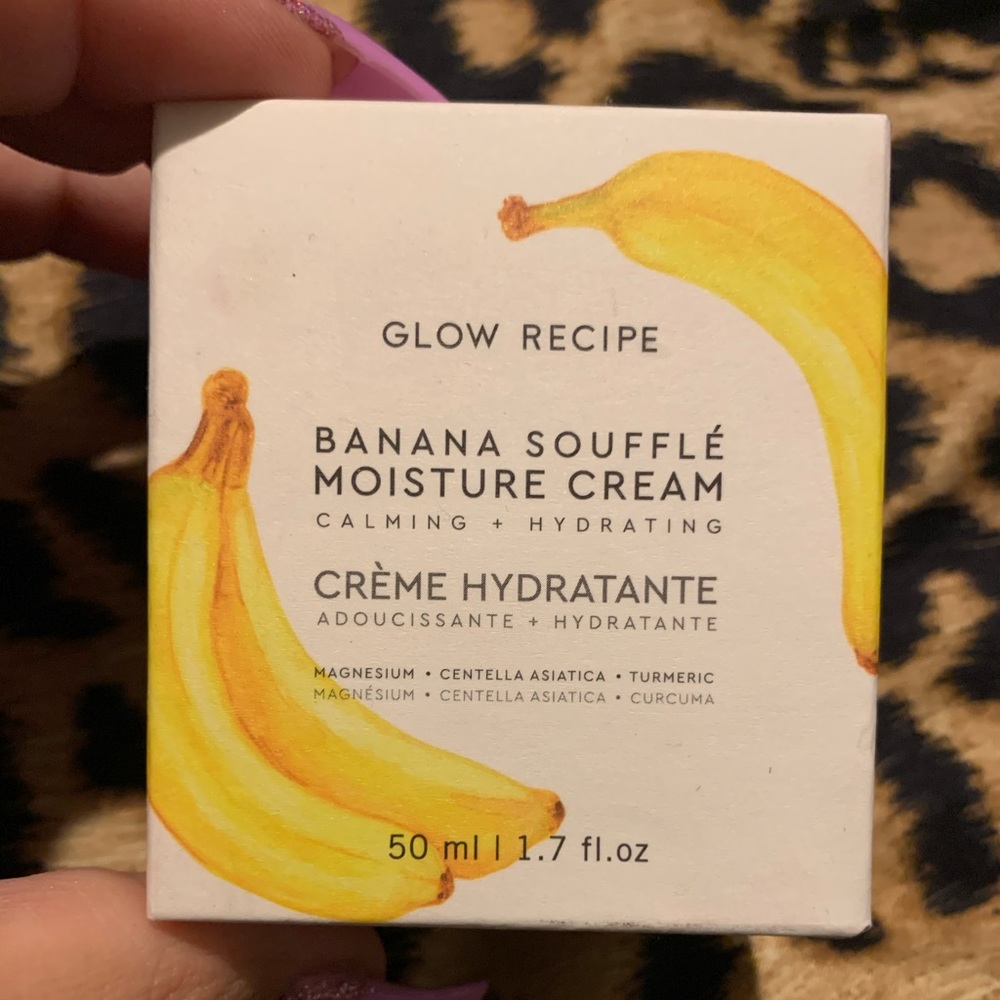 GLOW RECIPE
BANANA SOUFFLÉ
MOISTURE CREAM
CALMING + HYDRATING
CRÈME HYDRATANTE
ADOUCISSANTE + HYDRATANTE
MAGNESIUM • CENTELLA ASIATICA • TURMERIC
MAGNÉSIUM • CENTELLA ASIATICA • CURCUMA
50 ml | 1.7 fl.oz